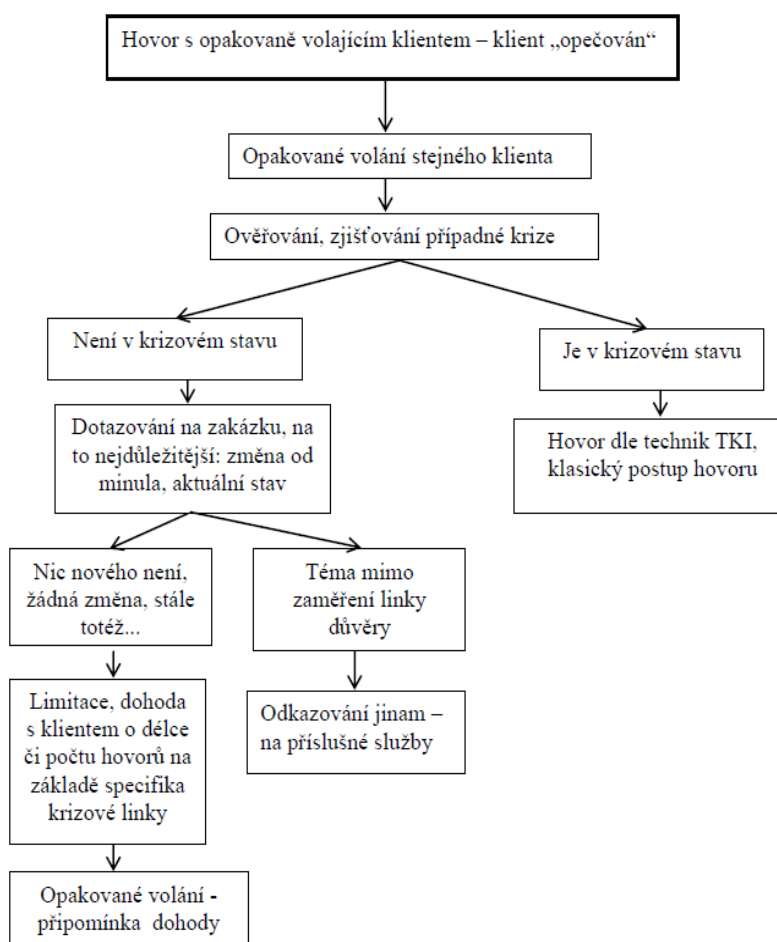 Hovor s opakovaně volajícím klientem – klient „opečován“
Opakované volání stejného klienta
Ověřování, zjišťování případné krize
Není v krizovém stavu
Je v krizovém stavu
Dotazování na zakázku, na
to nejdůležitější: změna od
minula, aktuální stav
Hovor dle technik TKI,
klasický postup hovoru
Nic nového není,
žádná změna, stále
totéž...
Téma mimo
zaměření linky
důvěry
Limitace, dohoda
s klientem o délce
či počtu hovorů na
základě specifika
krizové linky
Odkazování jinam –
na příslušné služby
Opakované volání -
připomínka dohody